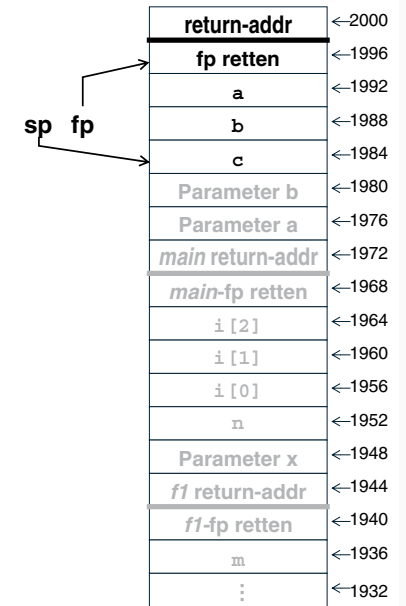 return-addr ←2000
fp retten ←1996
a ←1992
b ←1988
sp fp
c ←1984
Parameter b ←1980
Parameter a ←1976
main return-addr ←1972
main-fp retten ←1968
i[2] ←1964
i[1] ←1960
i[0] ←1956
n ←1952
Parameter x ←1948
f1 return-addr ←1944
f1-fp retten ←1940
m ←1936
⋮ ←1932